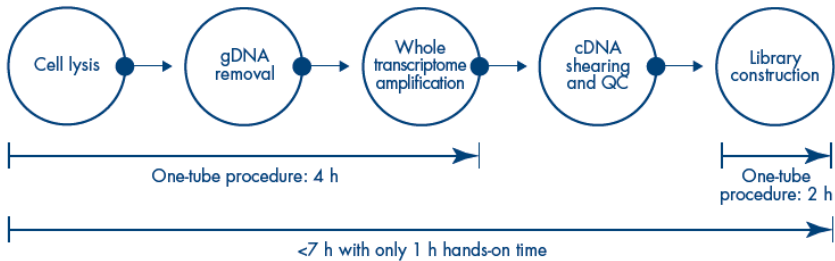 Cell lysis
gDNA
removal
Whole
transcriptome
amplification
cDNA
shearing
and QC
Library
construction
One-tube procedure: 4 h
One-tube
procedure: 2 h
<7 h with only 1 h hands-on time